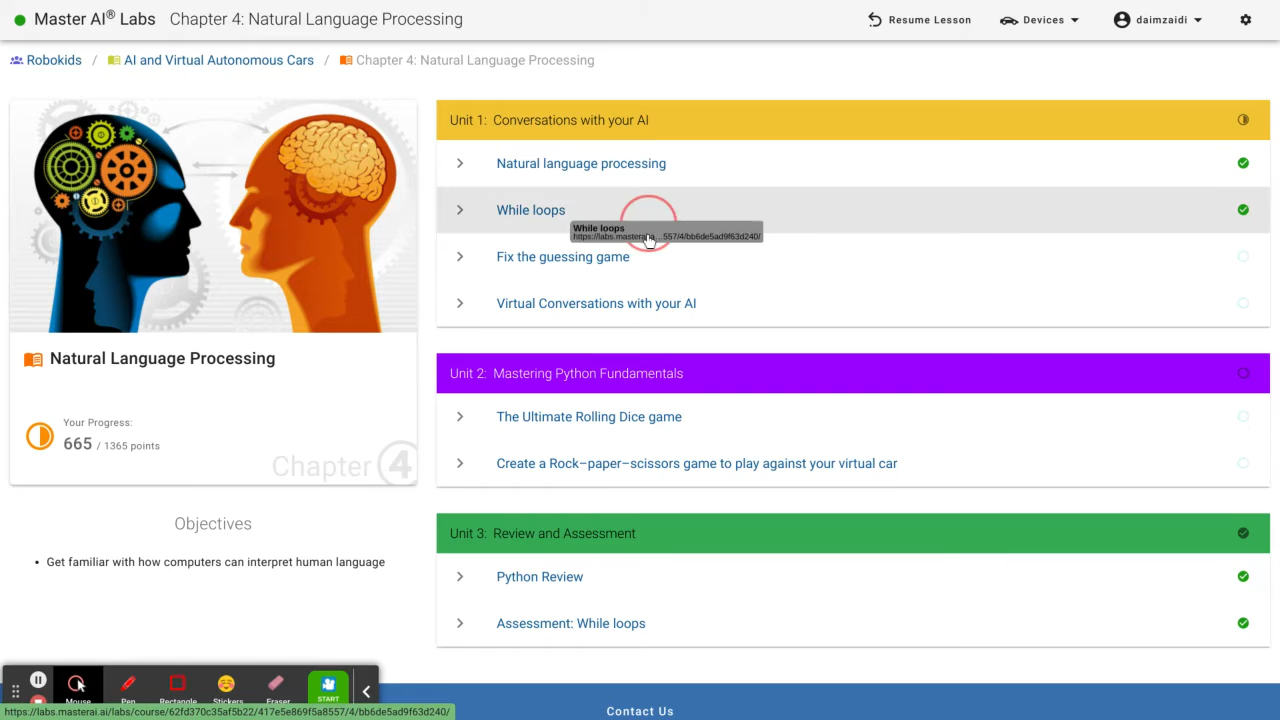 Master AI® Labs Chapter 4: Natural Language Processing Resume Lesson Devices daimzaidi
Robokids / AI and Virtual Autonomous Cars / Chapter 4: Natural Language Processing
Unit 1: Conversations with your AI
Natural language processing
While loops
While loops
https://labs.masterai.a...557/4/bb6de5ad9f63d240/
Fix the guessing game
Virtual Conversations with your AI
Natural Language Processing
Your Progress:
665 / 1365 points
Chapter 4
Objectives
• Get familiar with how computers can interpret human language
Unit 2: Mastering Python Fundamentals
The Ultimate Rolling Dice game
Create a Rock-paper-scissors game to play against your virtual car
Unit 3: Review and Assessment
Python Review
Assessment: While loops
Mouse Pen Rectangle Stickers Eraser START
https://labs.masterai.ai/labs/course/62fd370c35af5b22/417e5e869f5a8557/4/bb6de5ad9f63d240/
Contact Us